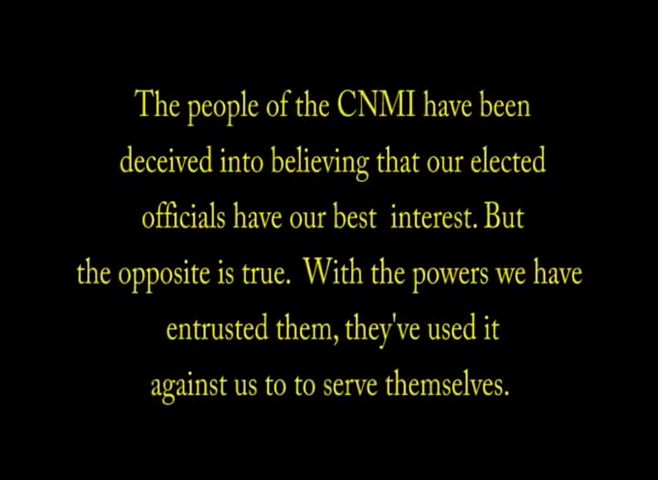 The people of the CNMI have been
deceived into believing that our elected
officials have our best  interest. But
the opposite is true.  With the powers we have
entrusted them, they've used it
against us to to serve themselves.